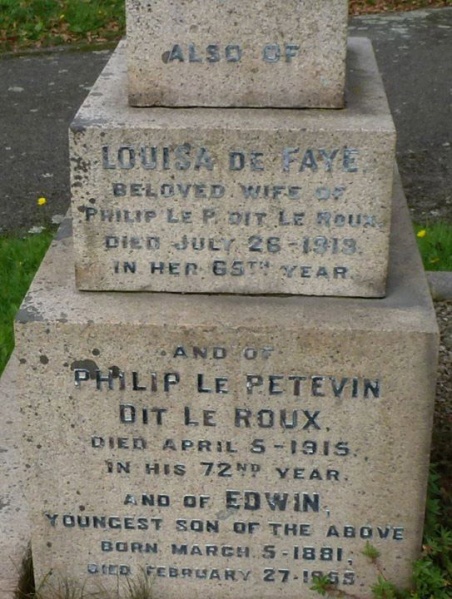 ALSO OF
LOUISA DE FAYE.
BELOVED WIFE OF
PHILIP LE P. DIT LE ROUX
DIED JULY 26-1919.
IN HER 65TH YEAR.
AND OF
PHILIP LE PETEVIN
DIT LE ROUX.
DIED APRIL 5-1915.
IN HIS 72ND YEAR.
AND OF EDWIN,
YOUNGEST SON OF THE ABOVE
BORN MARCH 5-1881,
DIED FEBRUARY 27-1955.